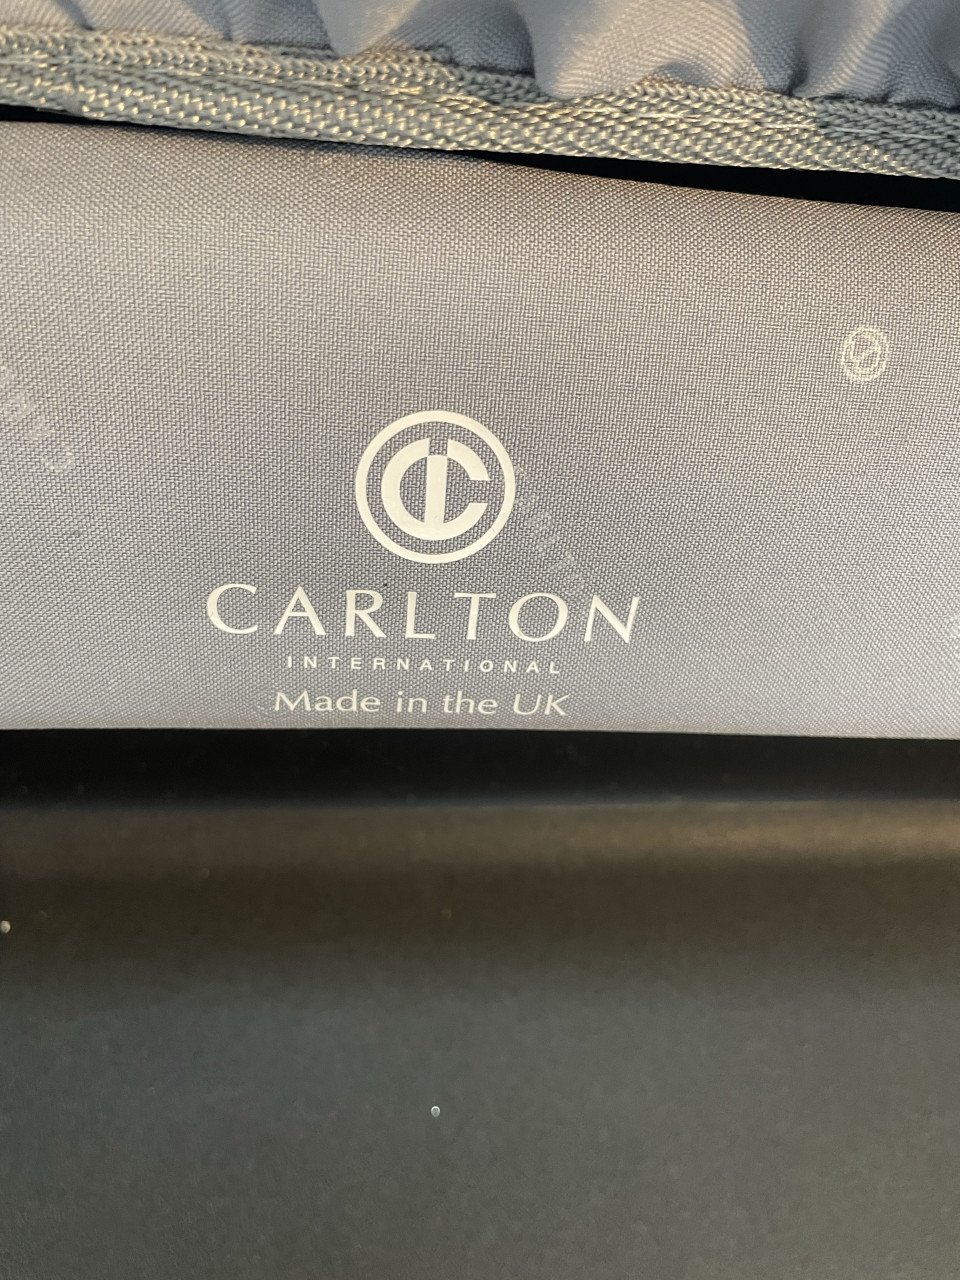 CARLTON
INTERNATIONAL
Made in the UK